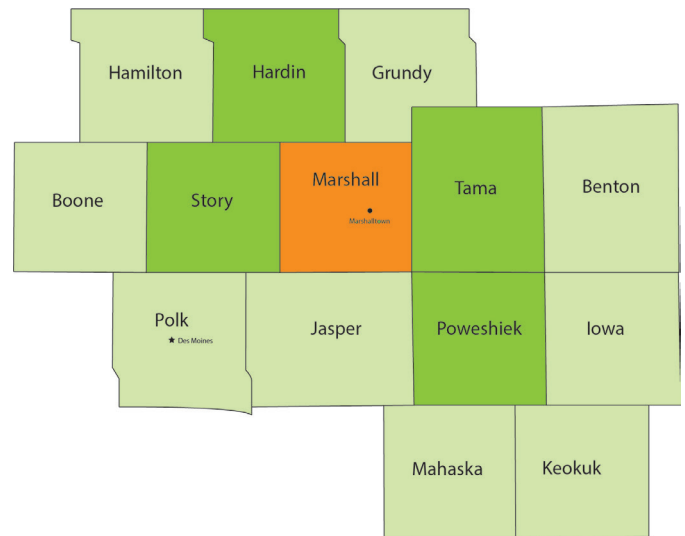 Hamilton
Hardin
Grundy
Marshall
Marshalltown
Boone
Story
Tama
Benton
Polk
Des Moines
Jasper
Poweshiek
Iowa
Mahaska
Keokuk